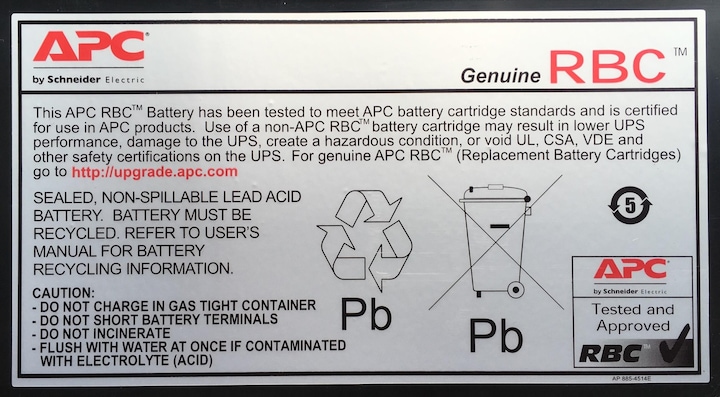 APC
by Schneider Electric
Genuine RBC™
This APC RBC™ Battery has been tested to meet APC battery cartridge standards and is certified
for use in APC products. Use of a non-APC RBC™ battery cartridge may result in lower UPS
performance, damage to the UPS, create a hazardous condition, or void UL, CSA, VDE and
other safety certifications on the UPS. For genuine APC RBC™ (Replacement Battery Cartridges)
go to http://upgrade.apc.com
SEALED, NON-SPILLABLE LEAD ACID
BATTERY. BATTERY MUST BE
RECYCLED. REFER TO USER'S
MANUAL FOR BATTERY
RECYCLING INFORMATION.
CAUTION:
- DO NOT CHARGE IN GAS TIGHT CONTAINER
- DO NOT SHORT BATTERY TERMINALS
- DO NOT INCINERATE
- FLUSH WITH WATER AT ONCE IF CONTAMINATED
WITH ELECTROLYTE (ACID)
Pb
Pb
5
APC
by Schneider Electric
Tested and
Approved
RBC™
AP 885-4514E